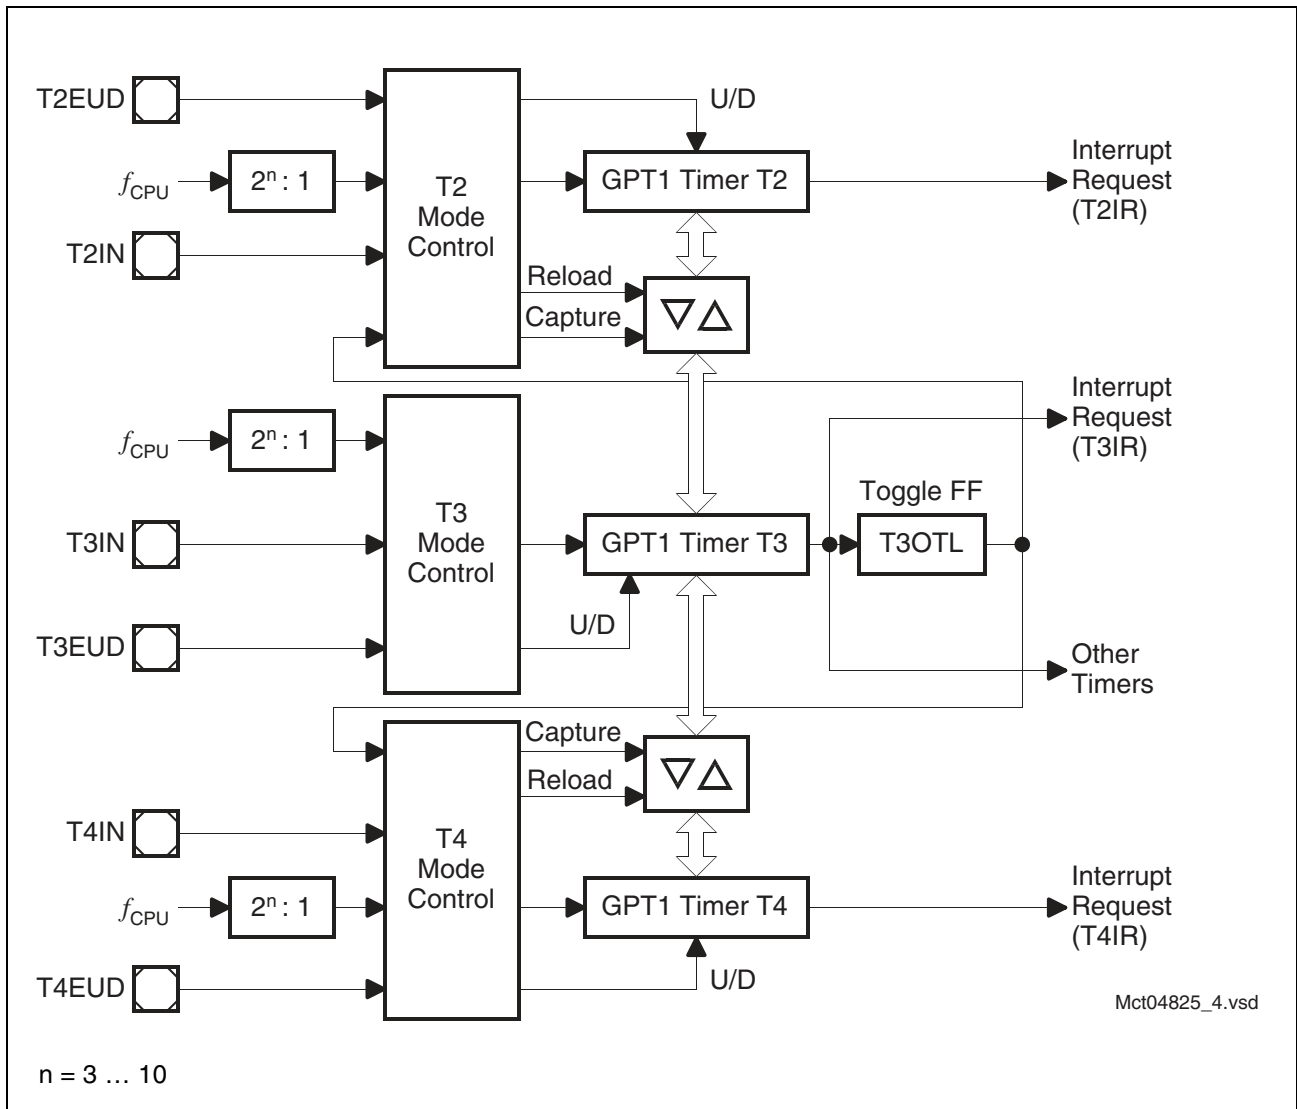 T2EUD
U/D
fCPU
2ⁿ : 1
T2
Mode
Control
GPT1 Timer T2
Interrupt
Request
(T2IR)
T2IN
Reload
Capture
fCPU
2ⁿ : 1
Interrupt
Request
(T3IR)
T3
Mode
Control
Toggle FF
T3IN
GPT1 Timer T3
T3OTL
U/D
T3EUD
Other
Timers
Capture
Reload
T4IN
T4
Mode
Control
fCPU
2ⁿ : 1
GPT1 Timer T4
Interrupt
Request
(T4IR)
T4EUD
U/D
Mct04825_4.vsd
n = 3 … 10